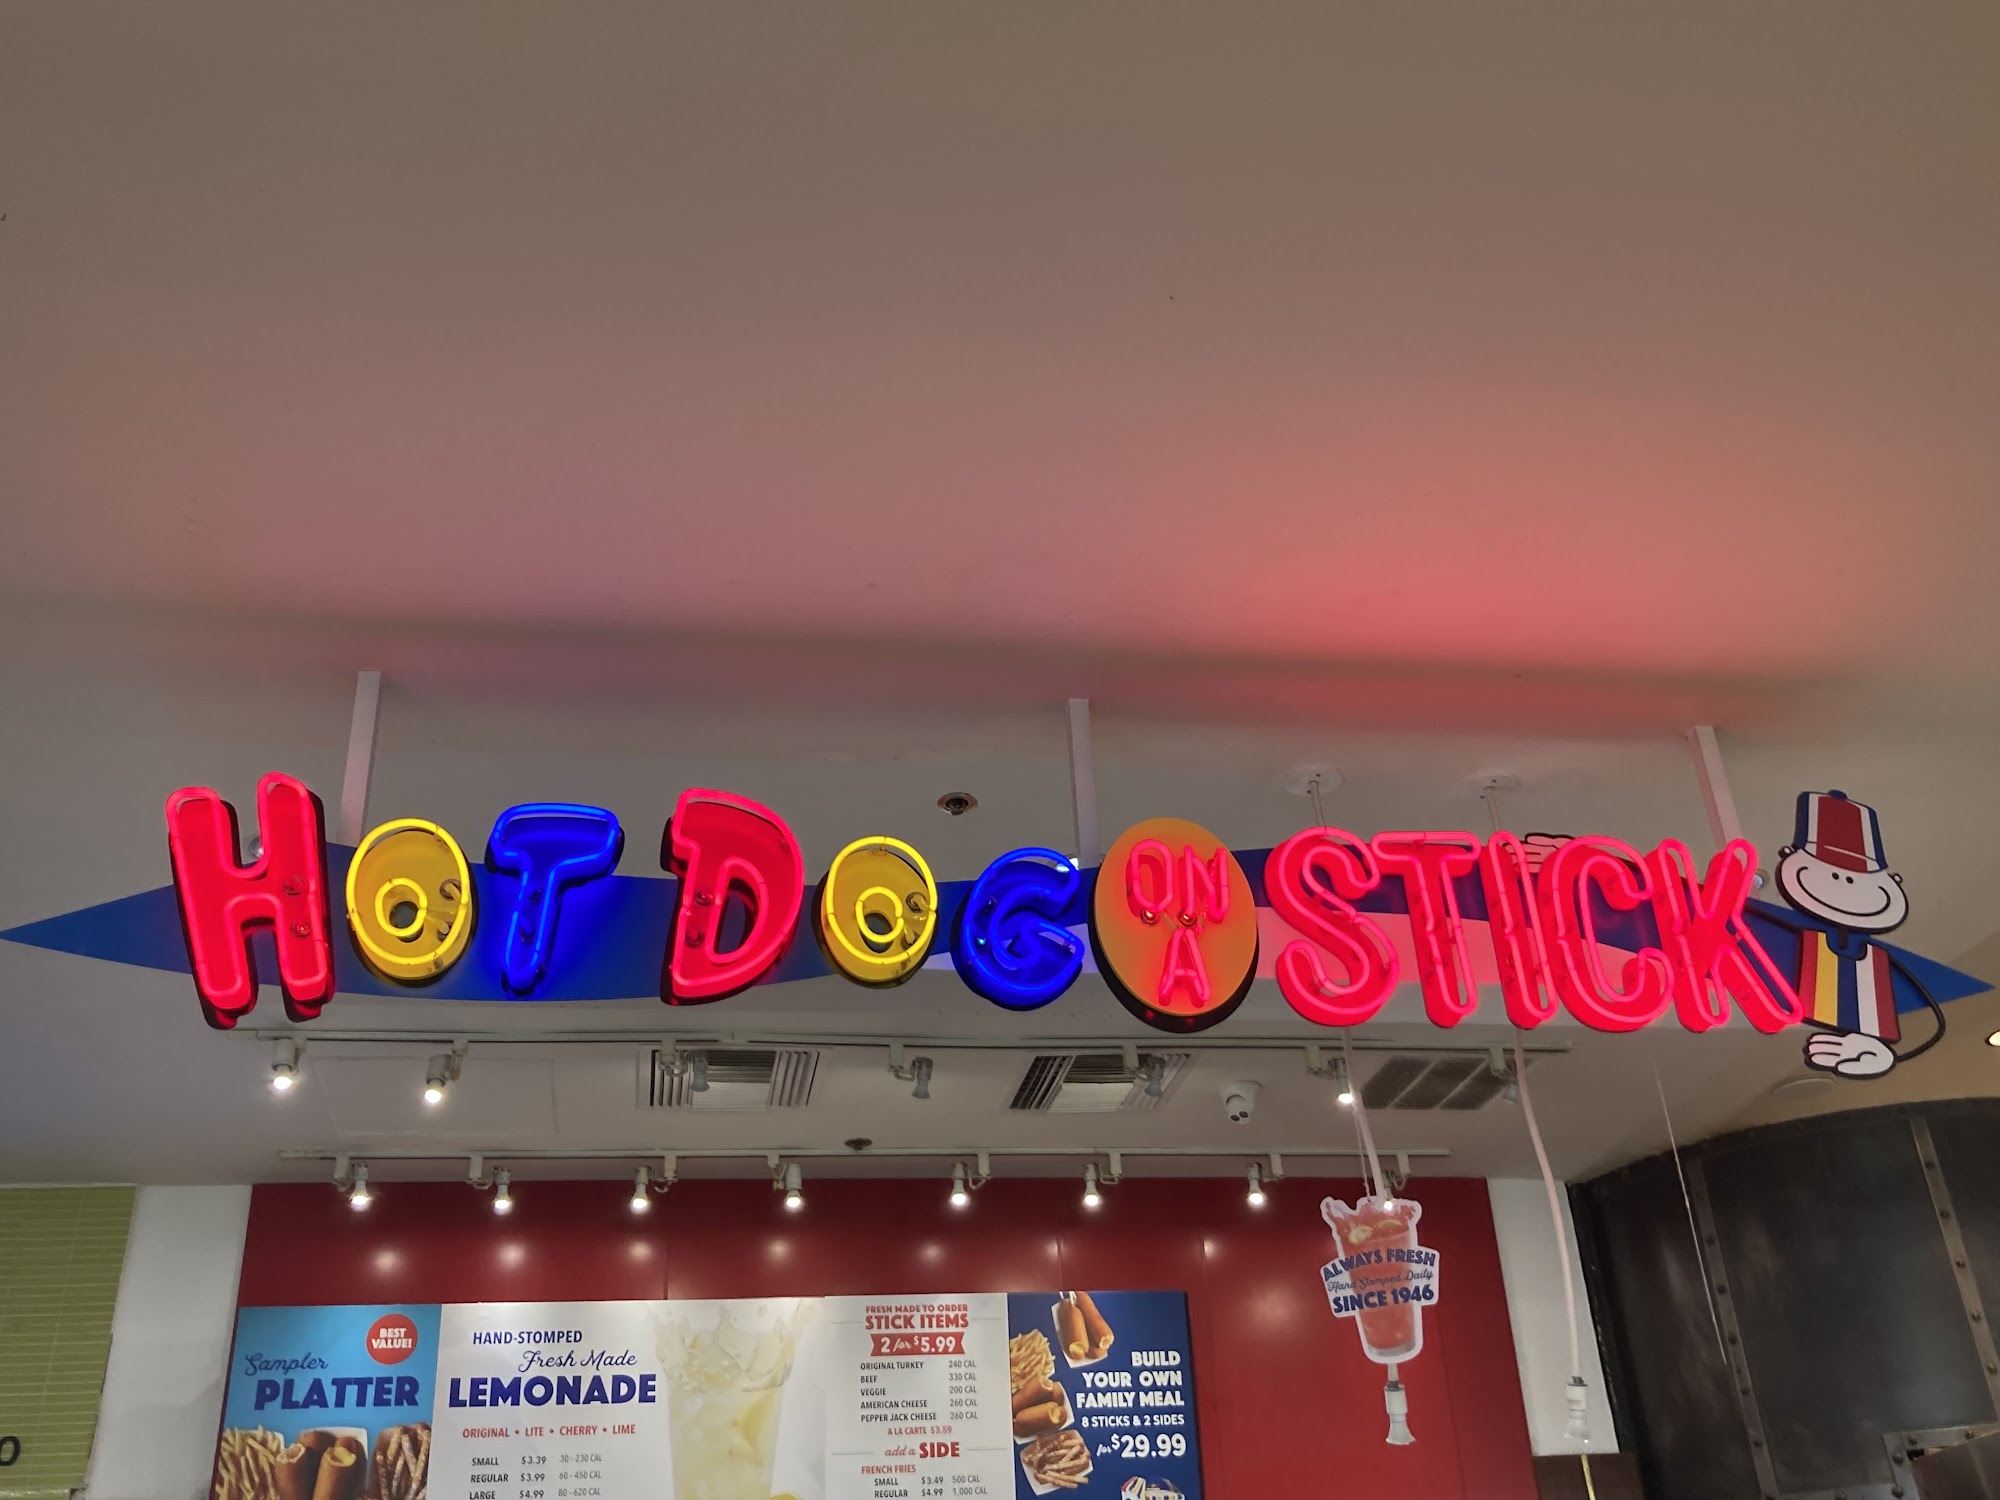 HOT DOG ON A STICK
ALWAYS FRESH
Hand Stomped Daily
SINCE 1946
BEST
VALUE!
Sampler
PLATTER
HAND-STOMPED
Fresh Made
LEMONADE
ORIGINAL • LITE • CHERRY • LIME
SMALL $3.39 30-230 CAL
REGULAR $3.99 60-450 CAL
LARGE $4.99 80-620 CAL
FRESH MADE TO ORDER
STICK ITEMS
2 for $5.99
ORIGINAL TURKEY 240 CAL
BEEF 330 CAL
VEGGIE 200 CAL
AMERICAN CHEESE 260 CAL
PEPPER JACK CHEESE 260 CAL
A LA CARTE $3.59
add a SIDE
FRENCH FRIES
SMALL $3.49 500 CAL
REGULAR $4.99 1,000 CAL
BUILD
YOUR OWN
FAMILY MEAL
8 STICKS & 2 SIDES
for $29.99